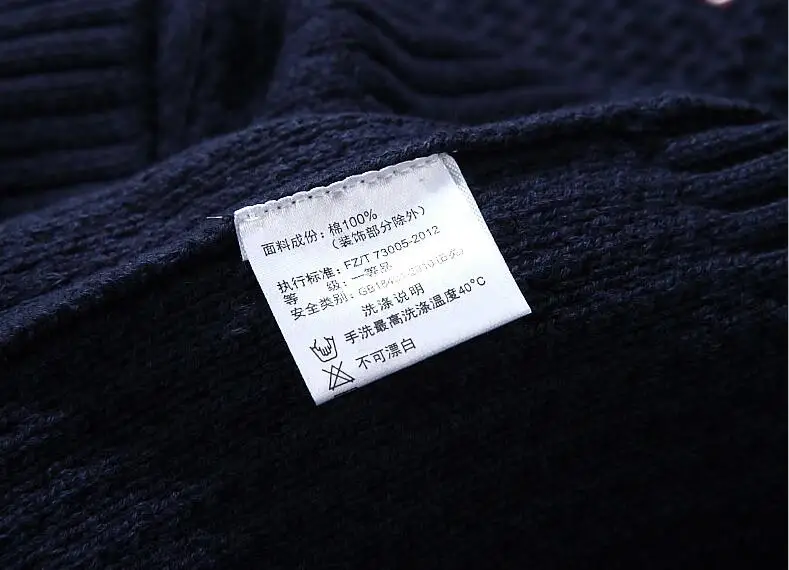 面料成份：棉100%
（装饰部分除外）
执行标准：FZ/T 73005-2012
等 级：一等品
安全类别：
洗涤说明
手洗最高洗涤温度40°C
不可漂白